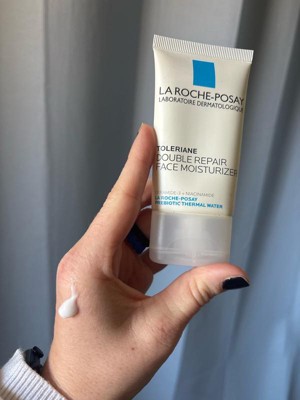 LA ROCHE-POSAY
LABORATOIRE DERMATOLOGIQUE
TOLERIANE
DOUBLE REPAIR
FACE MOISTURIZER
CERAMIDE-3 + NIACINAMIDE
LA ROCHE-POSAY
PREBIOTIC THERMAL WATER